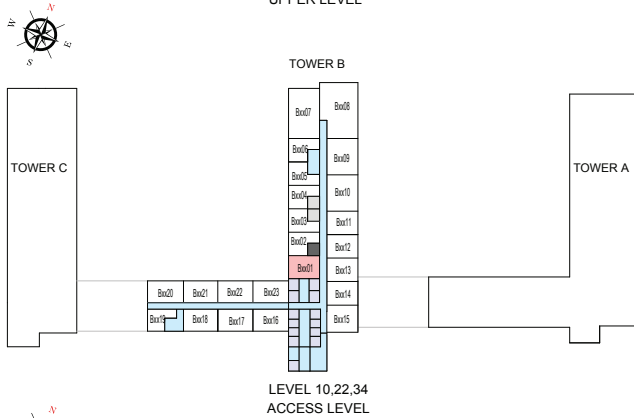 UPPER LEVEL
N
W
E
S
TOWER B
Bxx07
Bxx08
Bxx06
Bxx09
Bxx05
TOWER C
TOWER A
Bxx04
Bxx10
Bxx03
Bxx11
Bxx02
Bxx12
Bxx01
Bxx13
Bxx20
Bxx21
Bxx22
Bxx23
Bxx14
Bxx19
Bxx18
Bxx17
Bxx16
Bxx15
LEVEL 10,22,34
ACCESS LEVEL
N